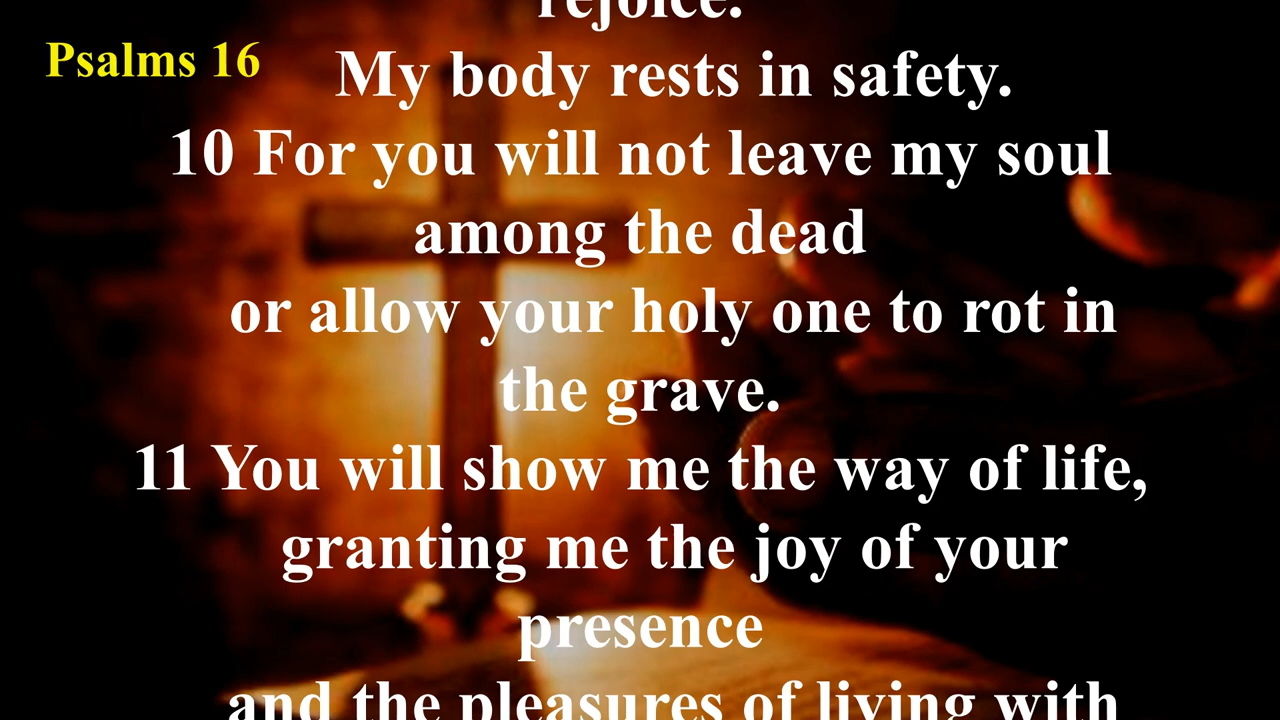 rejoice.
Psalms 16
My body rests in safety.
10 For you will not leave my soul
among the dead
or allow your holy one to rot in
the grave.
11 You will show me the way of life,
granting me the joy of your
presence
and the pleasures of living with